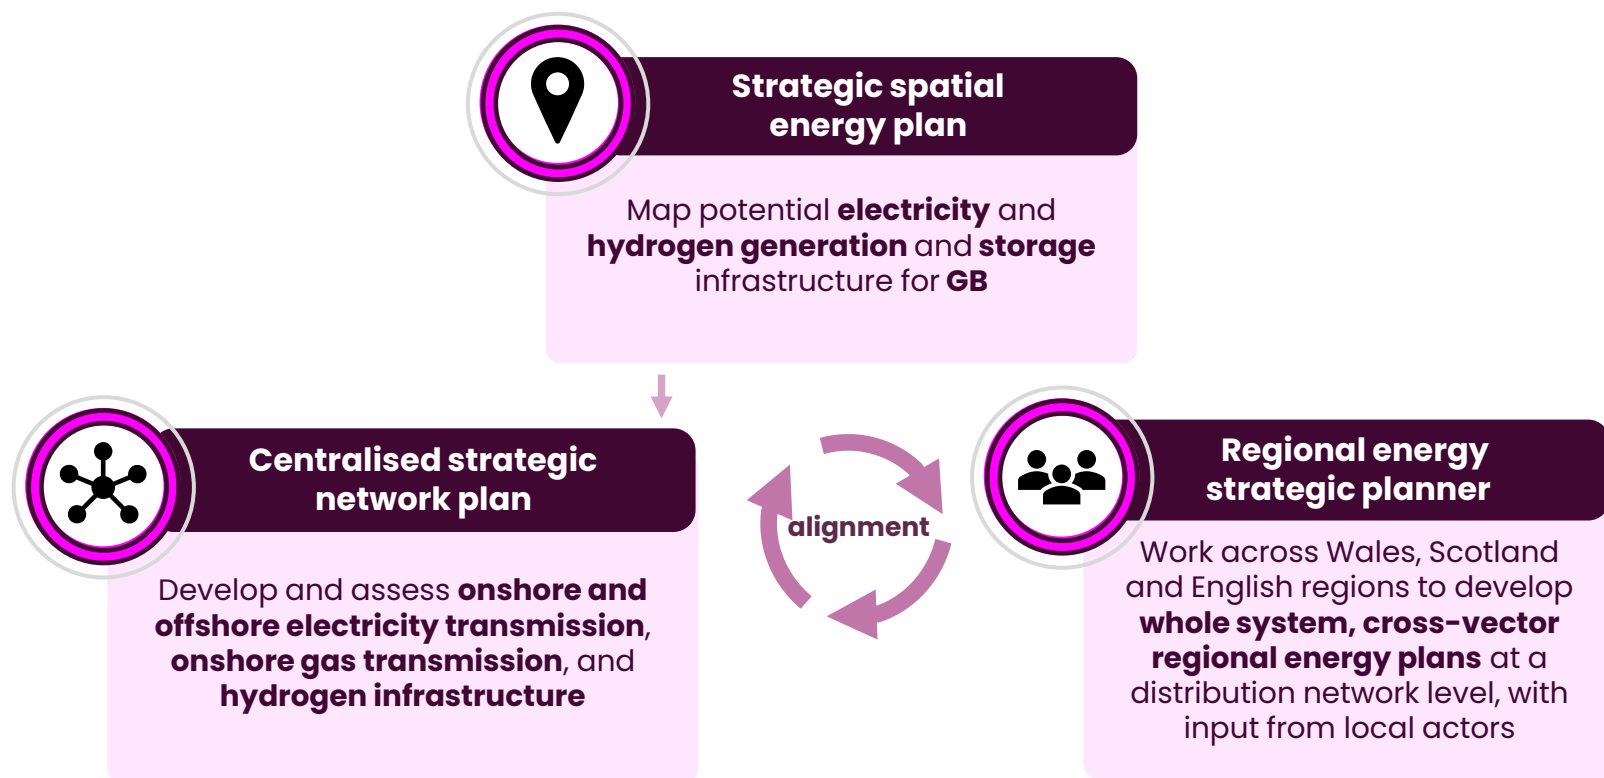 Strategic spatial
energy plan
Map potential electricity and
hydrogen generation and storage
infrastructure for GB
Centralised strategic
network plan
Develop and assess onshore and
offshore electricity transmission,
onshore gas transmission, and
hydrogen infrastructure
alignment
Regional energy
strategic planner
Work across Wales, Scotland
and English regions to develop
whole system, cross-vector
regional energy plans at a
distribution network level, with
input from local actors